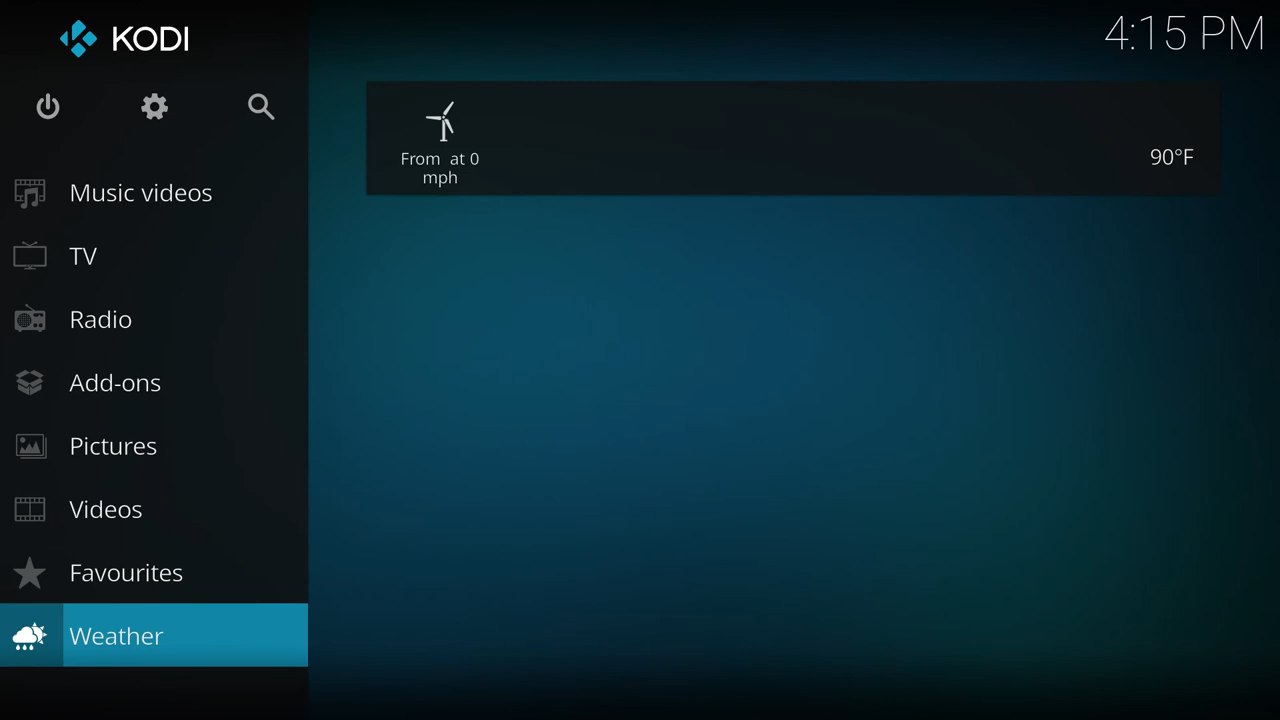 KODI
4:15 PM
Music videos
TV
Radio
Add-ons
Pictures
Videos
Favourites
Weather
From at 0
mph
90°F